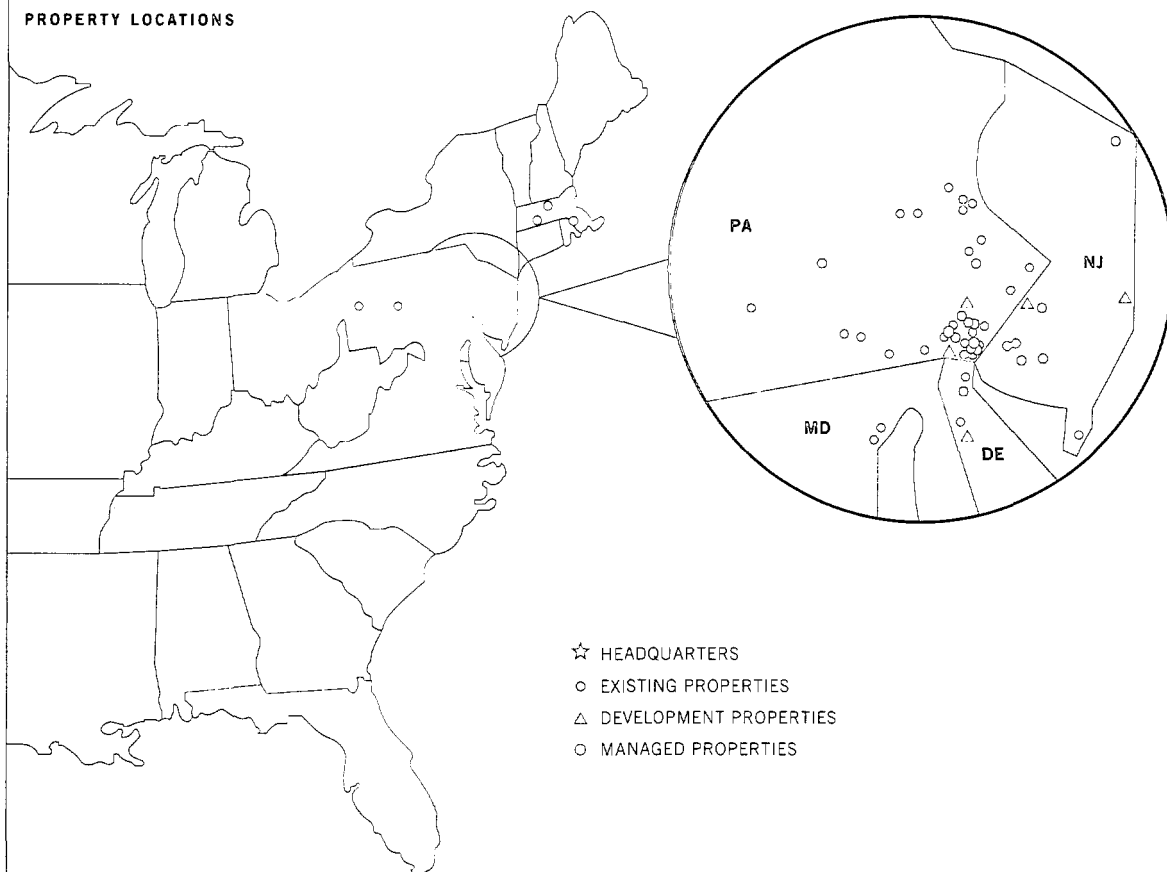 PROPERTY LOCATIONS
PA
NJ
MD
DE
HEADQUARTERS
EXISTING PROPERTIES
DEVELOPMENT PROPERTIES
MANAGED PROPERTIES